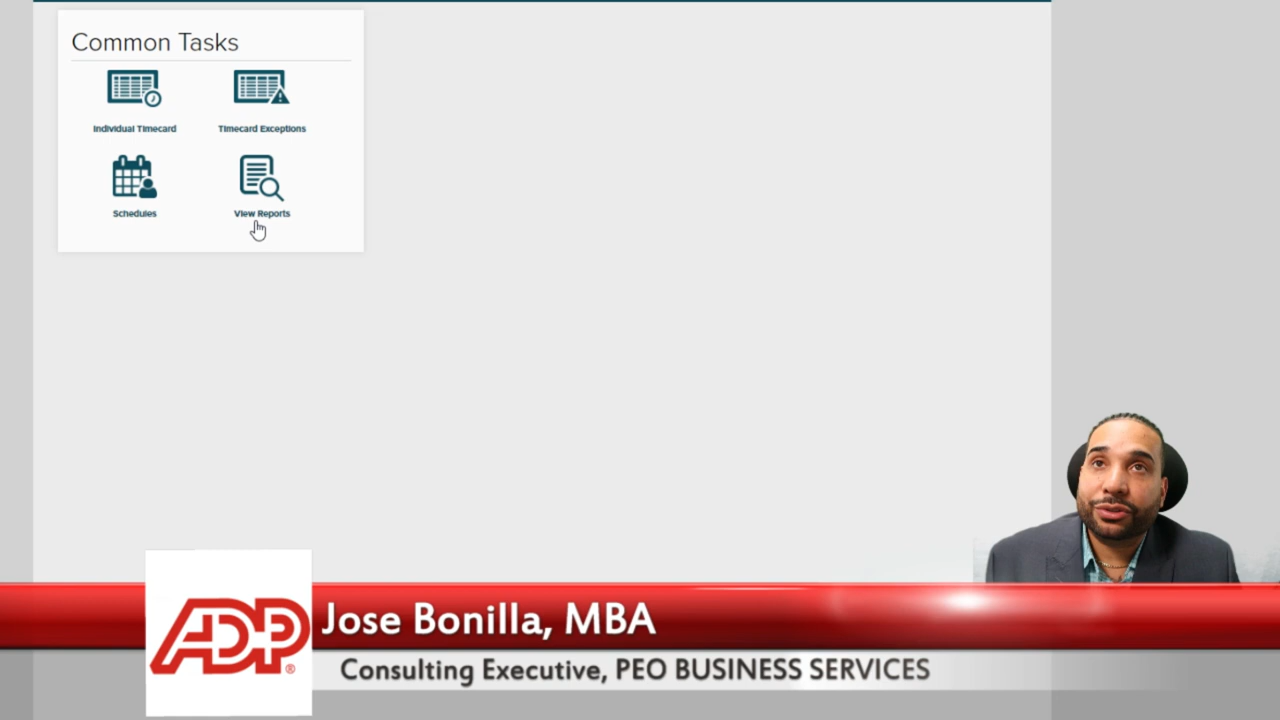 Common Tasks
Individual Timecard
Timecard Exceptions
Schedules
View Reports
ADP®
Jose Bonilla, MBA
Consulting Executive, PEO BUSINESS SERVICES